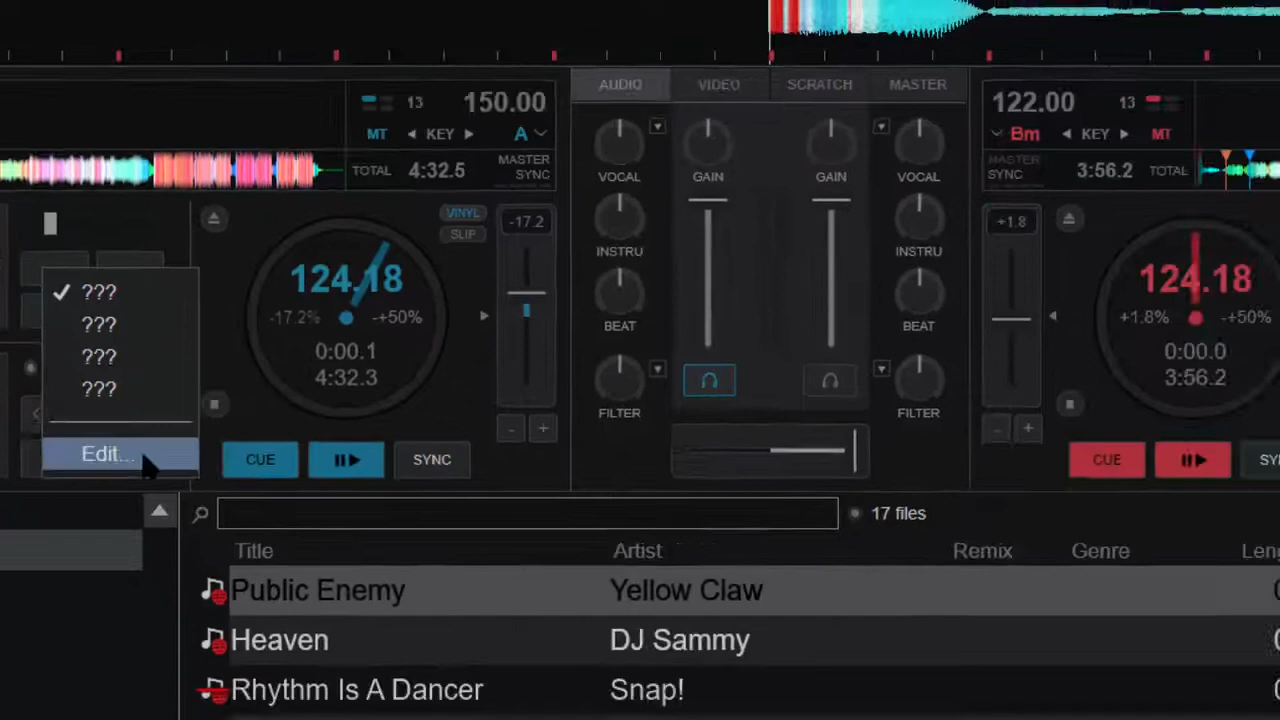 AUDIO VIDEO SCRATCH MASTER
13 150.00
MT KEY A
TOTAL 4:32.5 MASTER SYNC
122.00 13
Bm KEY MT
MASTER SYNC 3:56.2 TOTAL
VOCAL GAIN GAIN VOCAL
INSTRU INSTRU
BEAT BEAT
FILTER FILTER
VINYL
SLIP
-17.2
124.18
-17.2% -+50%
0:00.1
4:32.3
- +
CUE SYNC
+1.8
124.18
+1.8% -+50%
0:00.0
3:56.2
- +
CUE SY
???
???
???
???
Edit...
17 files
Title Artist Remix Genre Len
Public Enemy Yellow Claw
Heaven DJ Sammy
Rhythm Is A Dancer Snap!